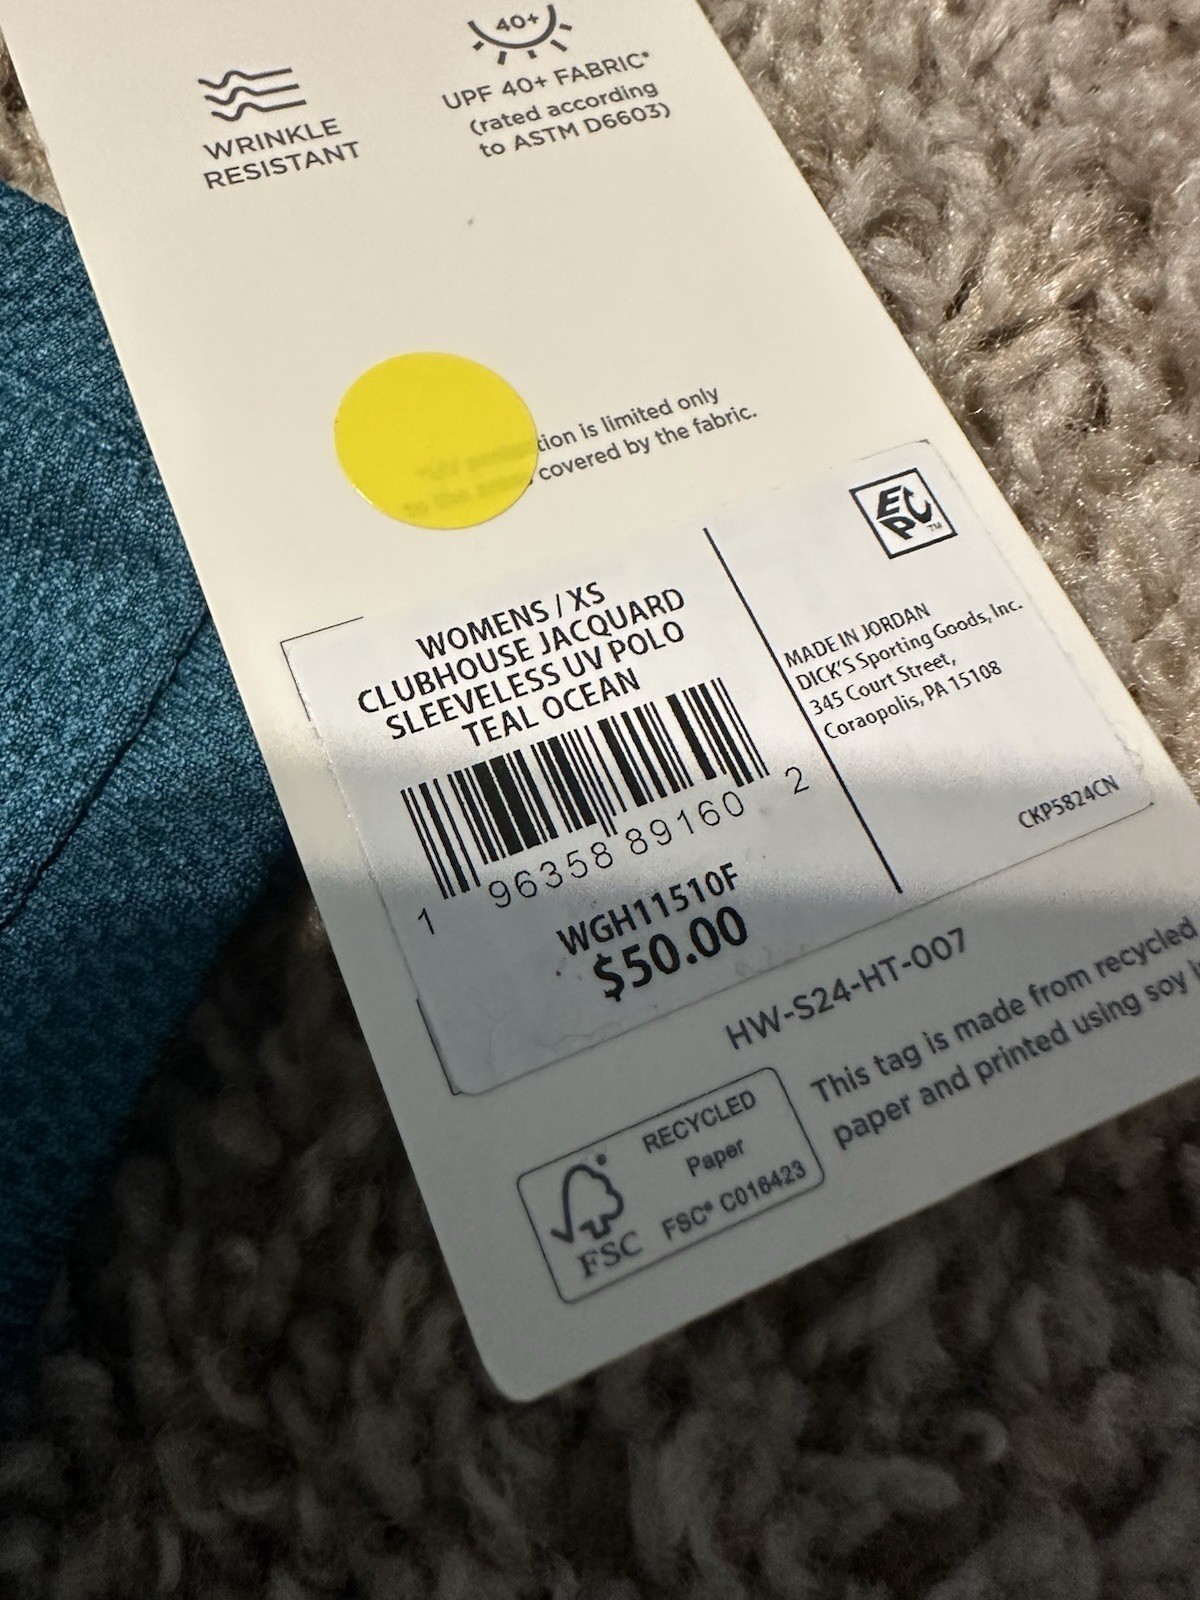 40+
WRINKLE
RESISTANT
UPF 40+ FABRIC*
(rated according
to ASTM D6603)
tion is limited only
covered by the fabric.
EPC™
WOMENS / XS
CLUBHOUSE JACQUARD
SLEEVELESS UV POLO
TEAL OCEAN
1 96358 89160 2
WGH11510F
$50.00
MADE IN JORDAN
DICK'S Sporting Goods, Inc.
345 Court Street,
Coraopolis, PA 15108
CKP5824CN
HW-S24-HT-007
This tag is made from recycled
paper and printed using soy
RECYCLED
Paper
FSC® C016423
FSC